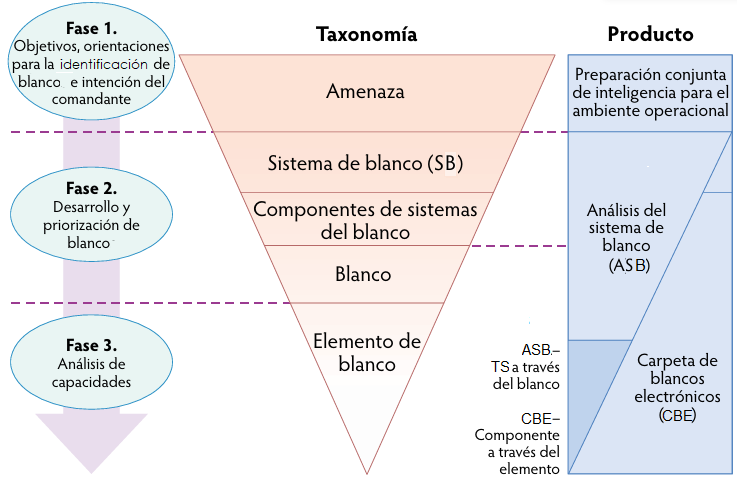 Fase 1.
Objetivos, orientaciones
para la identificación de
blanco e intención del
comandante
Fase 2.
Desarrollo y
priorización de
blanco
Fase 3.
Análisis de
capacidades
Taxonomía
Amenaza
Sistema de blanco (SB)
Componentes de sistemas
del blanco
Blanco
Elemento de
blanco
Producto
Preparación conjunta
de inteligencia para el
ambiente operacional
Análisis del
sistema de
blanco
(ASB)
ASB.–
TS a través
del blanco
CBE–
Componente
a través del
elemento
Carpeta de
blancos
electrónicos
(CBE)